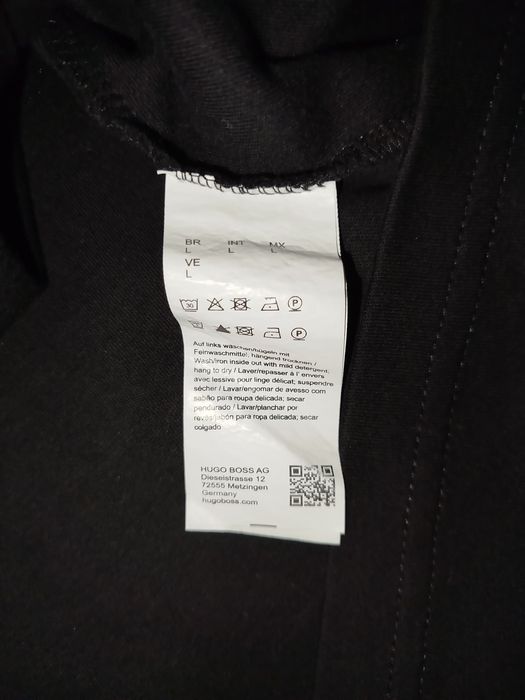 BR INT MX
L L L
VE
L
30 P
P
Auf links waschen/bügeln mit
Feinwaschmittel; hängend trocknen /
Wash/iron inside out with mild detergent,
hang to dry / Laver/repasser à l' envers
avec lessive pour linge délicat; suspendre
sécher / Lavar/engomar de avesso com
sabão para roupa delicada; secar
pendurado / Lavar/planchar por
revés/jabón para ropa delicada; secar
colgado
HUGO BOSS AG
Dieselstrasse 12
72555 Metzingen
Germany
hugoboss.com